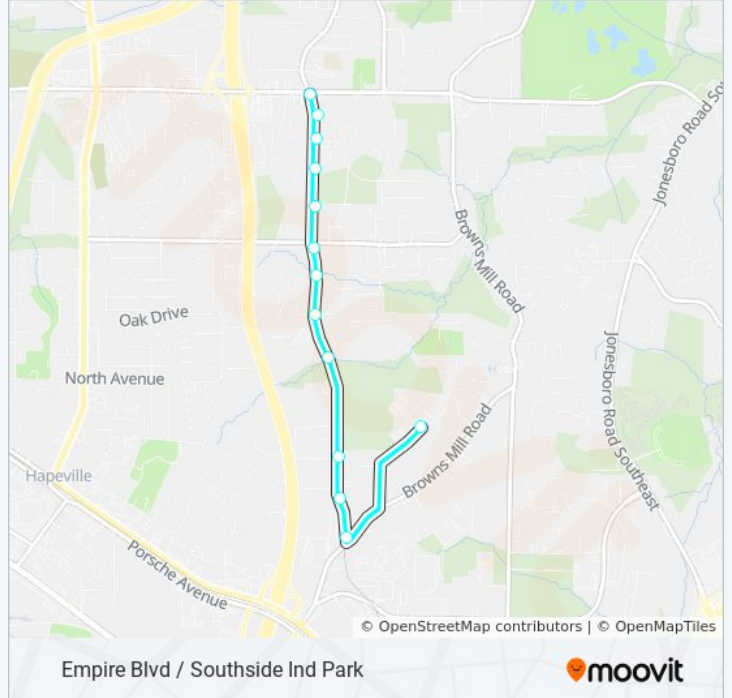 Jonesboro Road So
Browns Mill Road
Oak Drive
North Avenue
Jonesboro Road Southeast
Browns Mill Road
Hapeville
Porsche Avenue
© OpenStreetMap contributors | © OpenMapTiles
Empire Blvd / Southside Ind Park
moovit